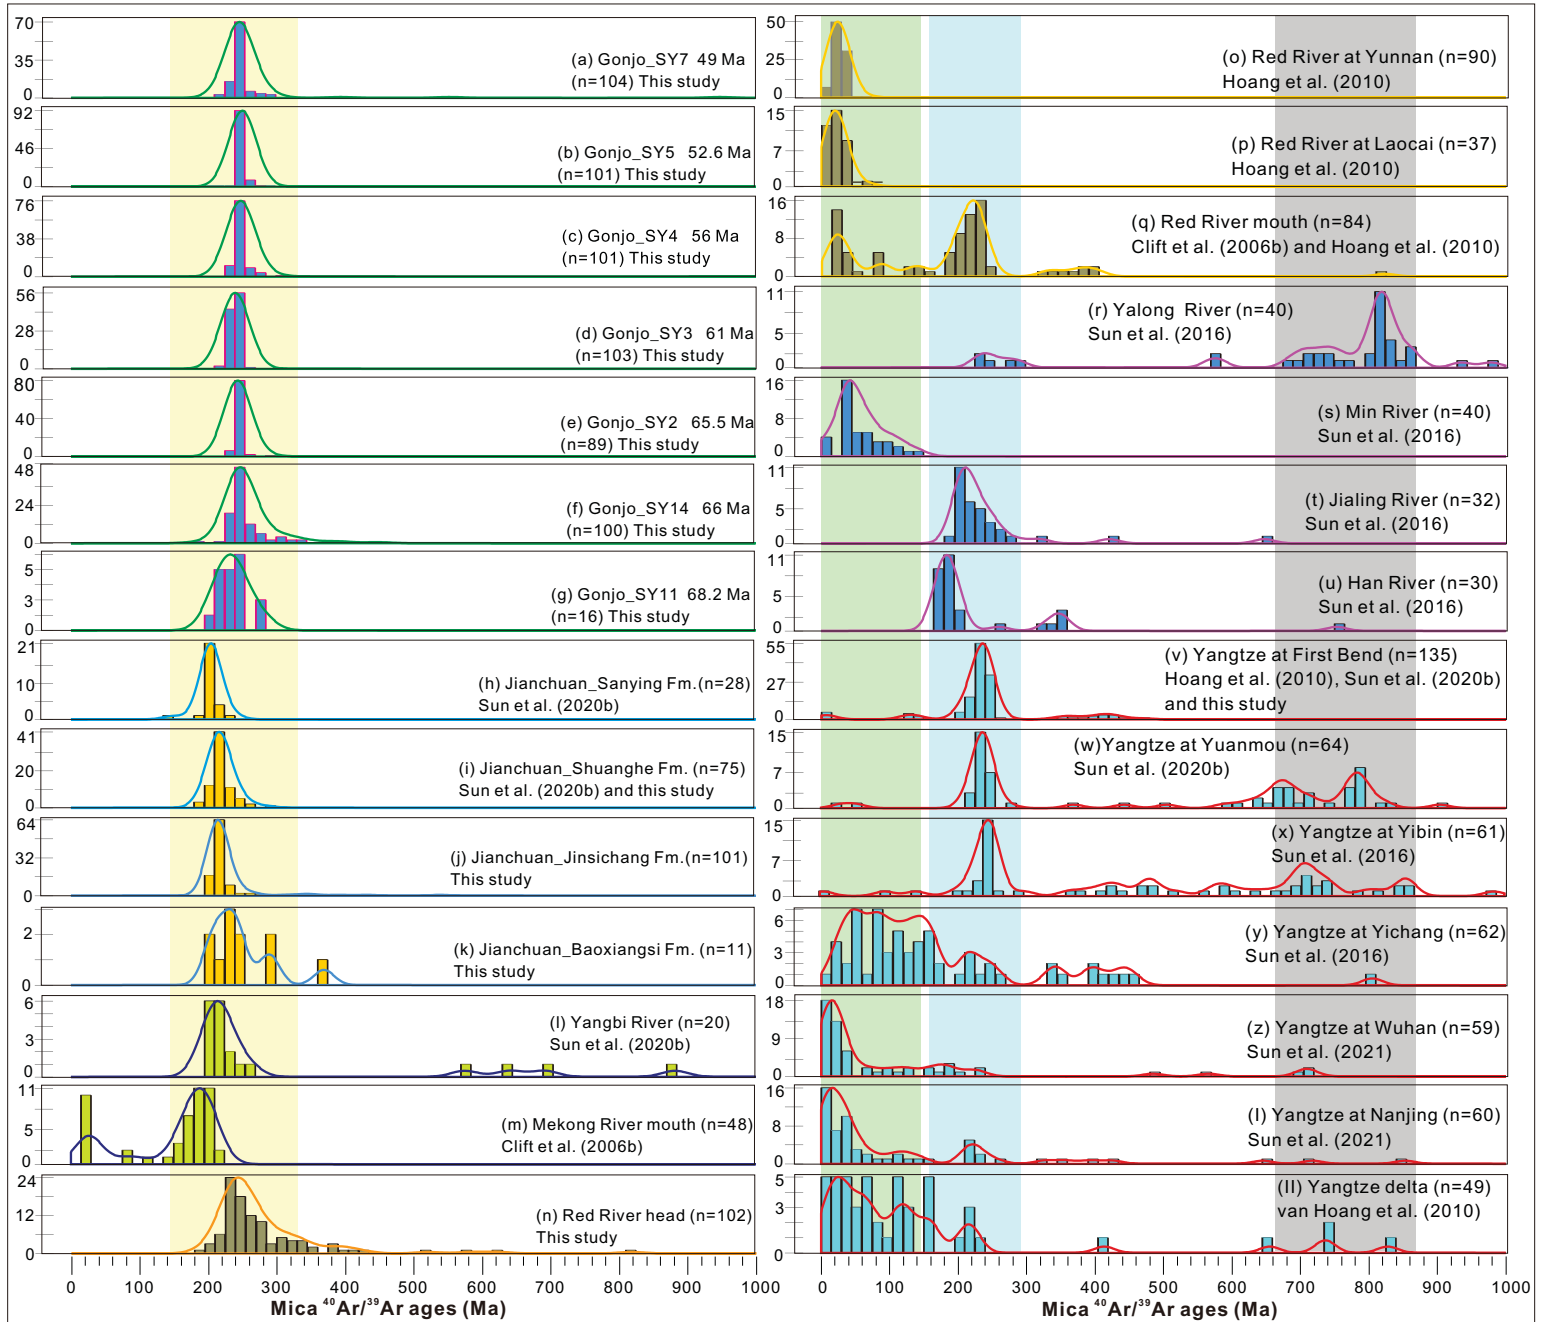 70
35
0
(a) Gonjo_SY7 49 Ma
(n=104) This study
92
46
0
(b) Gonjo_SY5 52.6 Ma
(n=101) This study
76
38
0
(c) Gonjo_SY4 56 Ma
(n=101) This study
56
28
0
(d) Gonjo_SY3 61 Ma
(n=103) This study
80
40
0
(e) Gonjo_SY2 65.5 Ma
(n=89) This study
48
24
0
(f) Gonjo_SY14 66 Ma
(n=100) This study
5
3
0
(g) Gonjo_SY11 68.2 Ma
(n=16) This study
21
10
0
(h) Jianchuan_Sanying Fm.(n=28)
Sun et al. (2020b)
41
20
0
(i) Jianchuan_Shuanghe Fm. (n=75)
Sun et al. (2020b) and this study
64
32
0
(j) Jianchuan_Jinsichang Fm.(n=101)
This study
2
0
(k) Jianchuan_Baoxiangsi Fm.(n=11)
This study
6
3
0
(l) Yangbi River (n=20)
Sun et al. (2020b)
11
5
0
(m) Mekong River mouth (n=48)
Clift et al. (2006b)
24
12
0
(n) Red River head (n=102)
This study
0 100 200 300 400 500 600 700 800 900 1000
Mica ⁴⁰Ar/³⁹Ar ages (Ma)
50
25
0
(o) Red River at Yunnan (n=90)
Hoang et al. (2010)
15
7
0
(p) Red River at Laocai (n=37)
Hoang et al. (2010)
16
8
0
(q) Red River mouth (n=84)
Clift et al. (2006b) and Hoang et al. (2010)
11
5
0
(r) Yalong River (n=40)
Sun et al. (2016)
16
8
0
(s) Min River (n=40)
Sun et al. (2016)
11
5
0
(t) Jialing River (n=32)
Sun et al. (2016)
11
5
0
(u) Han River (n=30)
Sun et al. (2016)
55
27
0
(v) Yangtze at First Bend (n=135)
Hoang et al. (2010), Sun et al. (2020b)
and this study
15
7
0
(w)Yangtze at Yuanmou (n=64)
Sun et al. (2020b)
15
7
0
(x) Yangtze at Yibin (n=61)
Sun et al. (2016)
6
3
0
(y) Yangtze at Yichang (n=62)
Sun et al. (2016)
18
9
0
(z) Yangtze at Wuhan (n=59)
Sun et al. (2021)
16
8
0
(I) Yangtze at Nanjing (n=60)
Sun et al. (2021)
5
3
0
(II) Yangtze delta (n=49)
van Hoang et al. (2010)
0 100 200 300 400 500 600 700 800 900 1000
Mica ⁴⁰Ar/³⁹Ar ages (Ma)